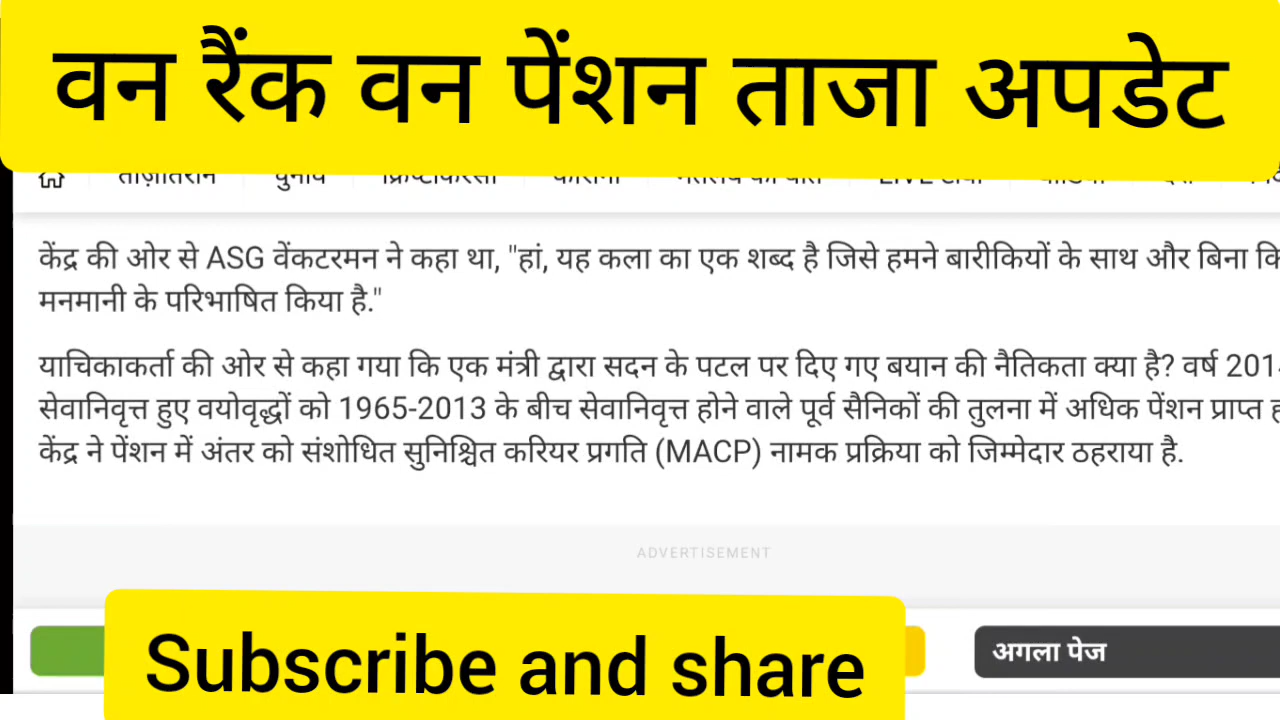 वन रैंक वन पेंशन ताजा अपडेट
केंद्र की ओर से ASG वेंकटरमन ने कहा था, "हां, यह कला का एक शब्द है जिसे हमने बारीकियों के साथ और बिना
मनमानी के परिभाषित किया है."
याचिकाकर्ता की ओर से कहा गया कि एक मंत्री द्वारा सदन के पटल पर दिए गए बयान की नैतिकता क्या है? वर्ष
सेवानिवृत्त हुए वयोवृद्धों को 1965-2013 के बीच सेवानिवृत्त होने वाले पूर्व सैनिकों की तुलना में अधिक पेंशन प्राप्त
केंद्र ने पेंशन में अंतर को संशोधित सुनिश्चित करियर प्रगति (MACP) नामक प्रक्रिया को जिम्मेदार ठहराया है.
ADVERTISEMENT
अगला पेज
Subscribe and share